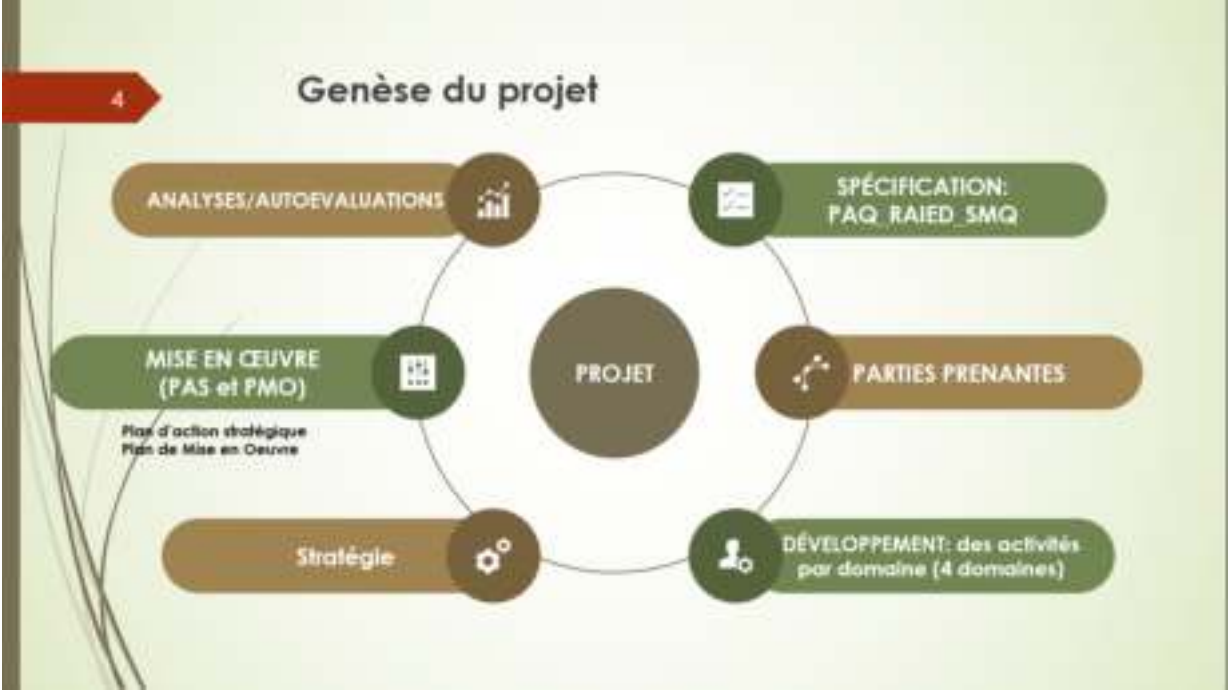 4
Genèse du projet
ANALYSES/AUTOEVALUATIONS
SPÉCIFICATION:
PAQ_RAIED_SMQ
MISE EN ŒUVRE
(PAS et PMO)
Plan d'action stratégique
Plan de Mise en Oeuvre
PROJET
PARTIES PRENANTES
Stratégie
DÉVELOPPEMENT: des activités
par domaine (4 domaines)